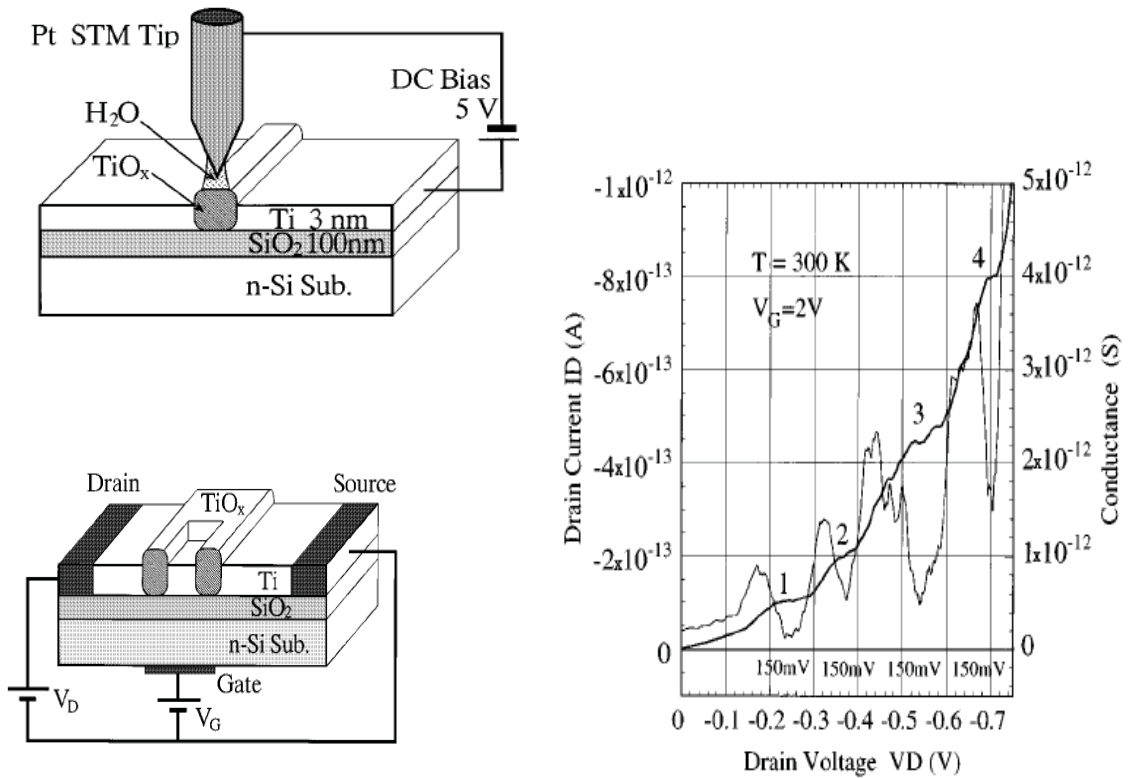 Pt STM Tip
DC Bias
5 V
H₂O
TiOₓ
Ti 3 nm
SiO₂ 100nm
n-Si Sub.
Drain
TiOₓ
Source
Ti
SiO₂
n-Si Sub.
Gate
V_D
V_G
Drain Current ID (A)
-1x10⁻¹²
-8x10⁻¹³
-6x10⁻¹³
-4x10⁻¹³
-2x10⁻¹³
0
T = 300 K
V_G=2V
1
2
3
4
150mV 150mV 150mV 150mV
5x10⁻¹²
4x10⁻¹²
3x10⁻¹²
2x10⁻¹²
1x10⁻¹²
0
Conductance (S)
0 -0.1 -0.2 -0.3 -0.4 -0.5 -0.6 -0.7
Drain Voltage VD (V)